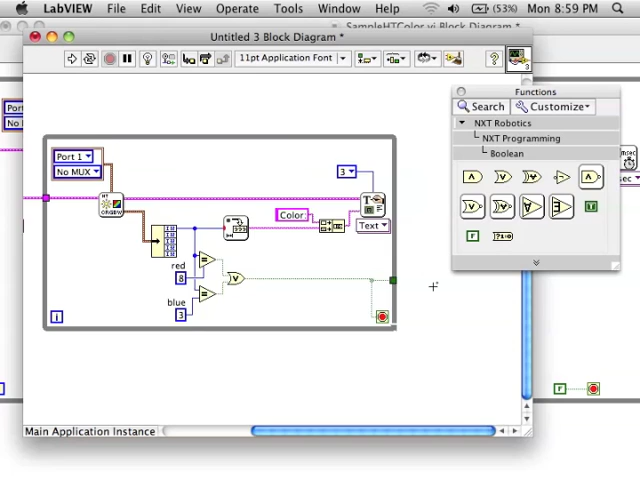 LabVIEW File Edit View Operate Tools Window Help (53%) Mon 8:59 PM
SampleHTColor.vi Block Diagram *
Untitled 3 Block Diagram *
11pt Application Font
3
Functions
Search Customize
NXT Robotics
NXT Programming
Boolean
Port 1
No MUX
3
Color:
Text
red
8
blue
3
i
T
F
Main Application Instance